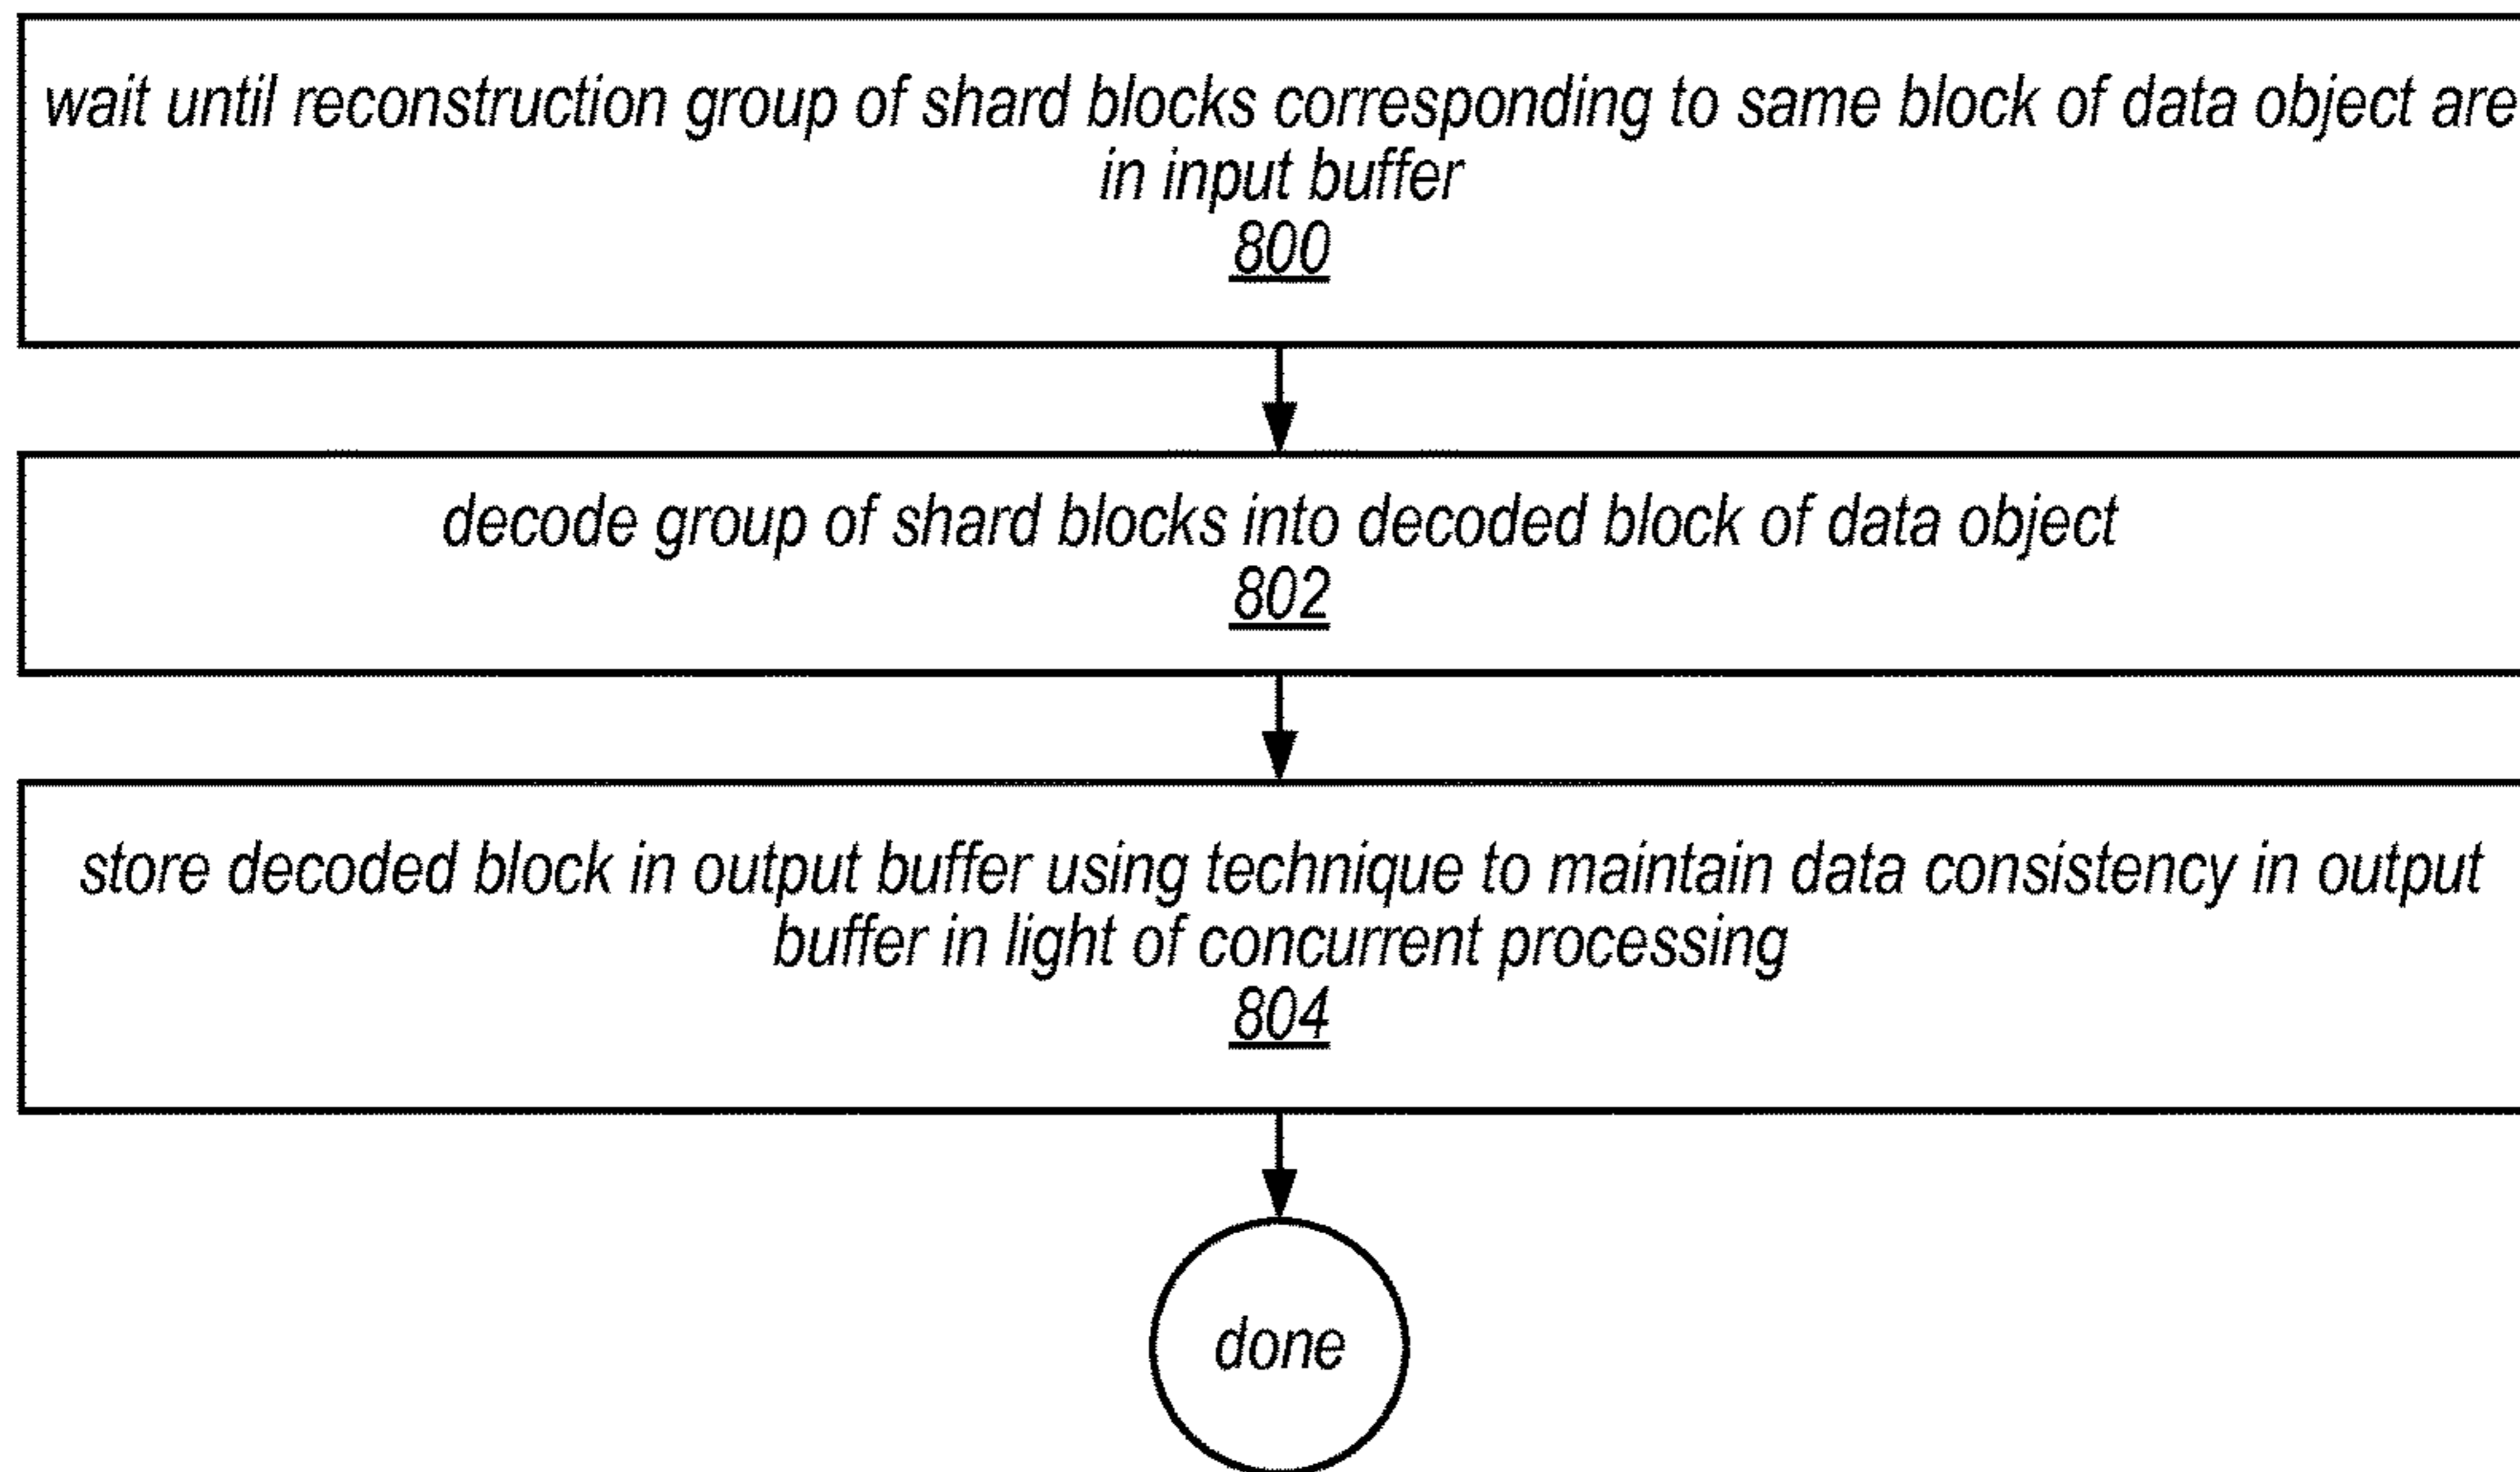 wait until reconstruction group of shard blocks corresponding to same block of data object are
in input buffer
800
decode group of shard blocks into decoded block of data object
802
store decoded block in output buffer using technique to maintain data consistency in output
buffer in light of concurrent processing
804
done